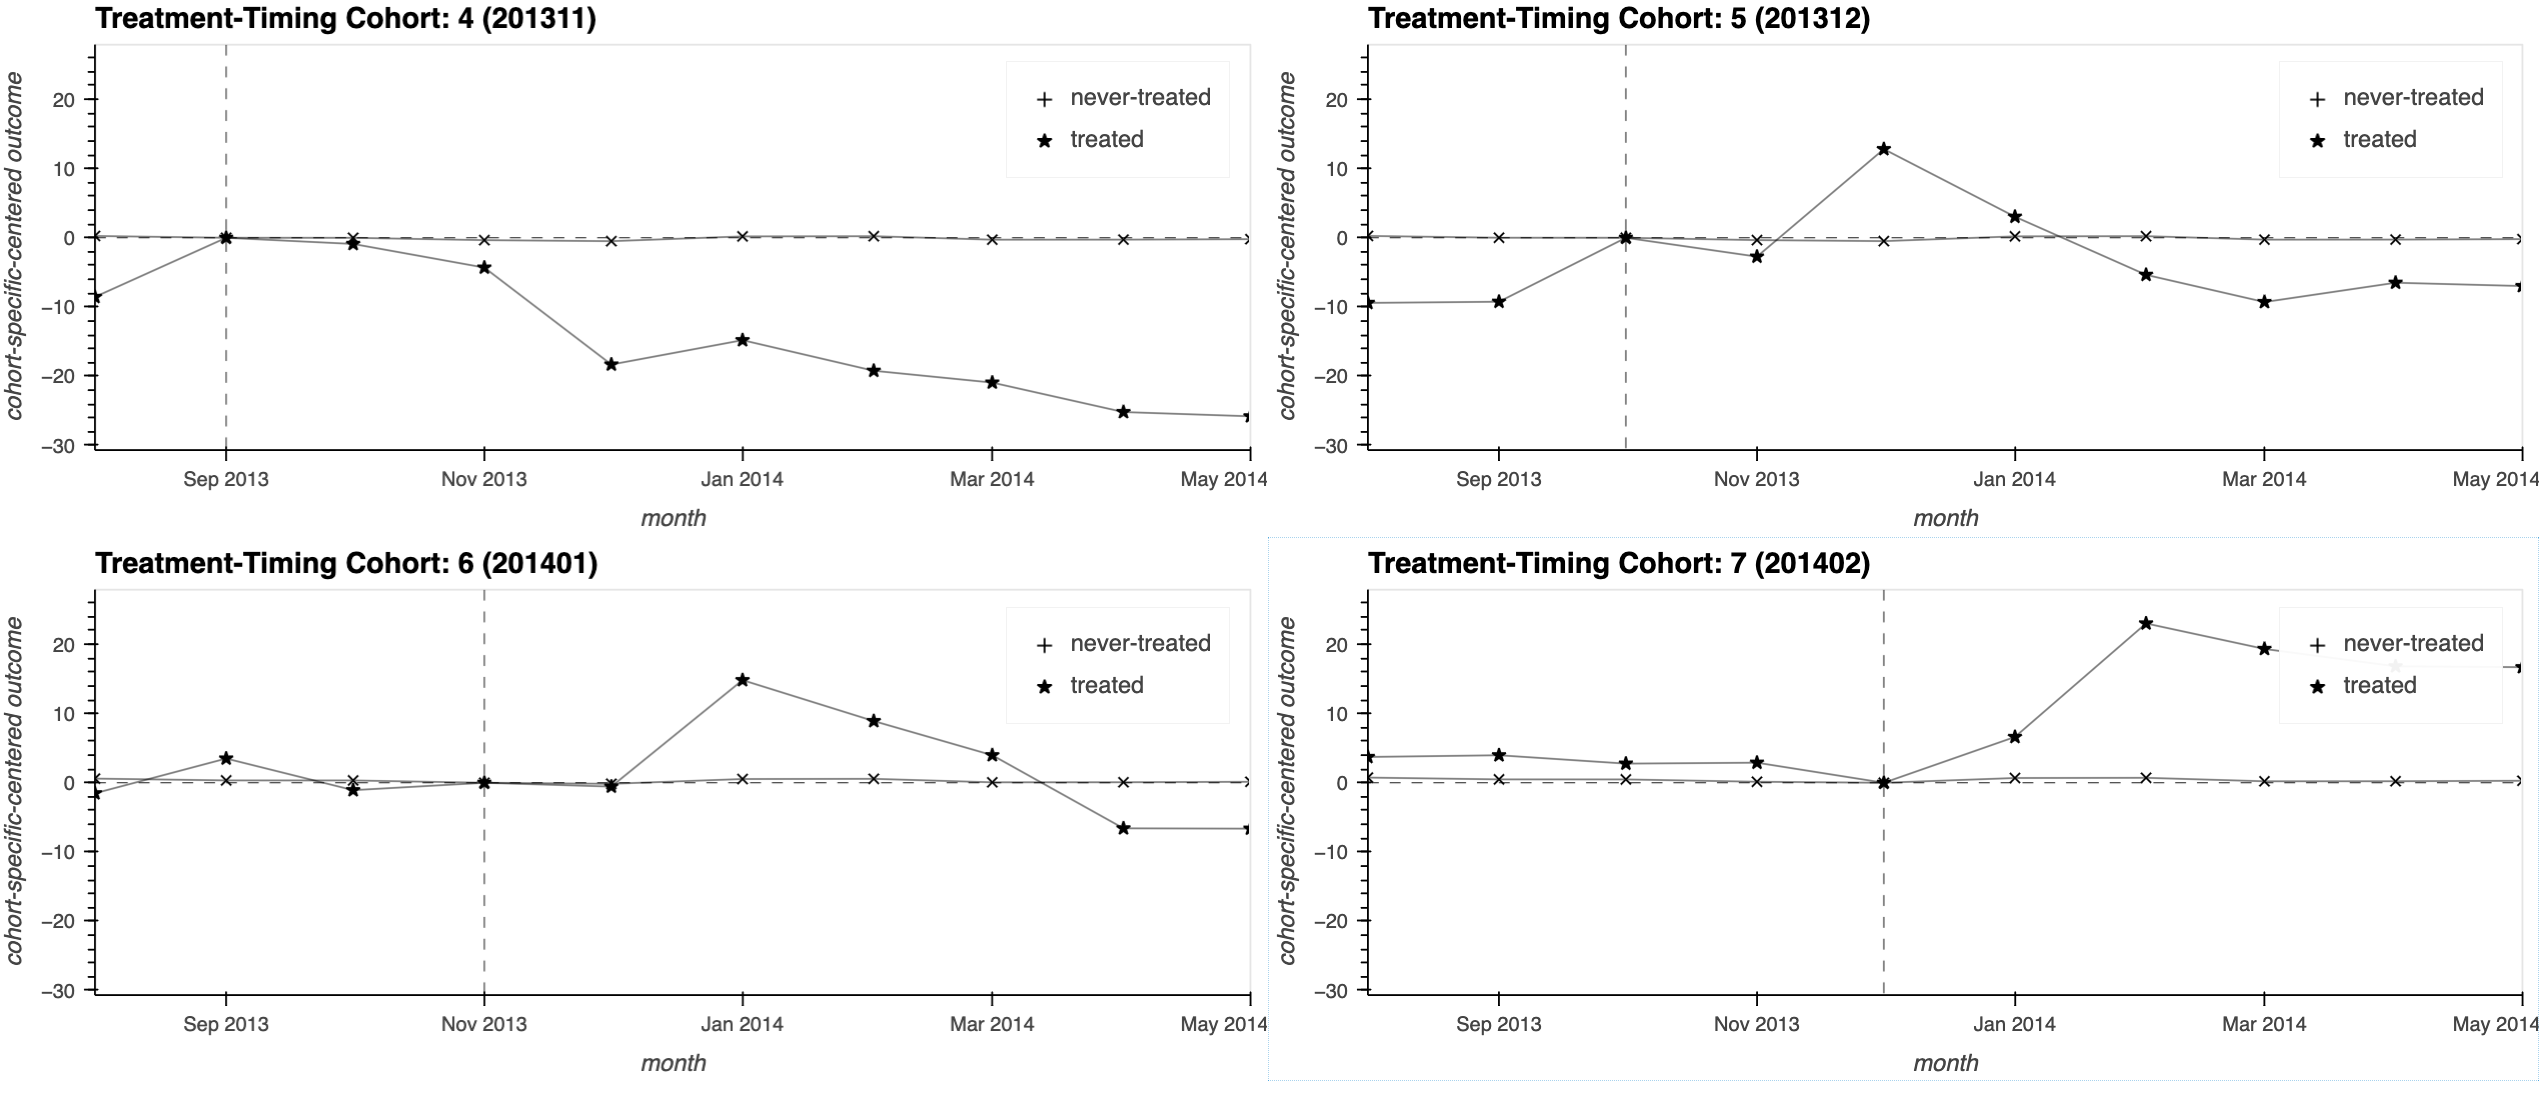 Treatment-Timing Cohort: 4 (201311)
cohort-specific-centered outcome
20
10
0
−10
−20
−30
never-treated
treated
Sep 2013
Nov 2013
Jan 2014
Mar 2014
May 2014
month
Treatment-Timing Cohort: 5 (201312)
cohort-specific-centered outcome
20
10
0
−10
−20
−30
never-treated
treated
Sep 2013
Nov 2013
Jan 2014
Mar 2014
May 2014
month
Treatment-Timing Cohort: 6 (201401)
cohort-specific-centered outcome
20
10
0
−10
−20
−30
never-treated
treated
Sep 2013
Nov 2013
Jan 2014
Mar 2014
May 2014
month
Treatment-Timing Cohort: 7 (201402)
cohort-specific-centered outcome
20
10
0
−10
−20
−30
never-treated
treated
Sep 2013
Nov 2013
Jan 2014
Mar 2014
May 2014
month